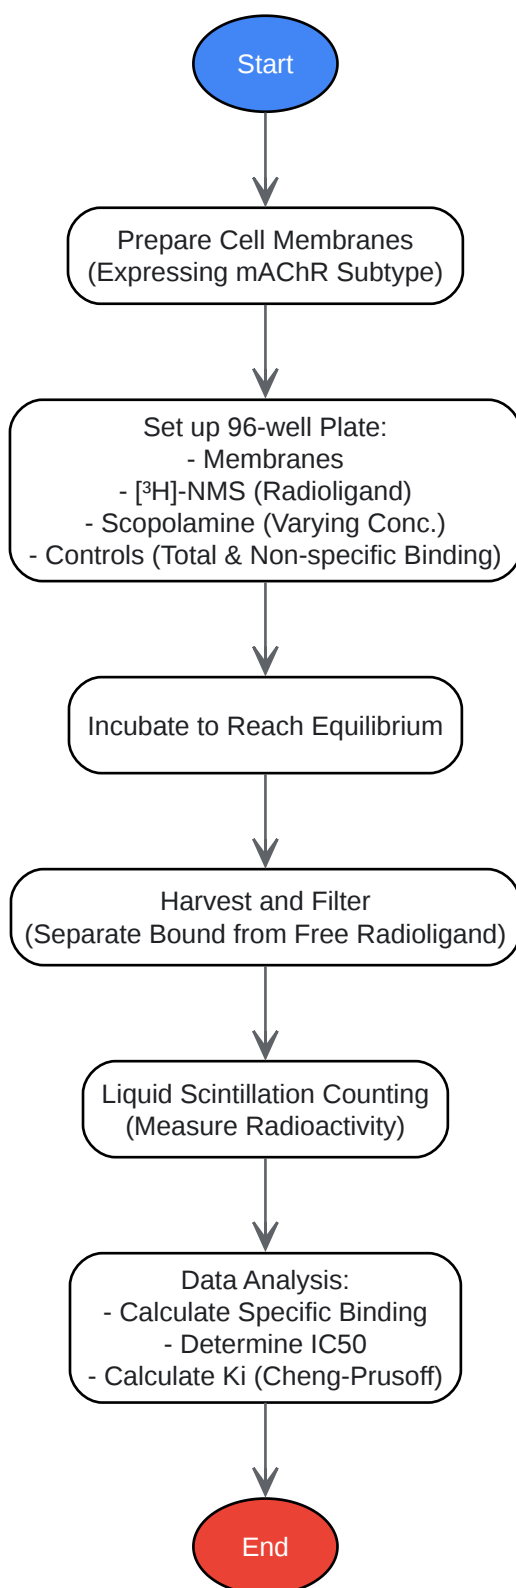 Start
Prepare Cell Membranes
(Expressing mAChR Subtype)
Set up 96-well Plate:
- Membranes
- [³H]-NMS (Radioligand)
- Scopolamine (Varying Conc.)
- Controls (Total & Non-specific Binding)
Incubate to Reach Equilibrium
Harvest and Filter
(Separate Bound from Free Radioligand)
Liquid Scintillation Counting
(Measure Radioactivity)
Data Analysis:
- Calculate Specific Binding
- Determine IC50
- Calculate Ki (Cheng-Prusoff)
End